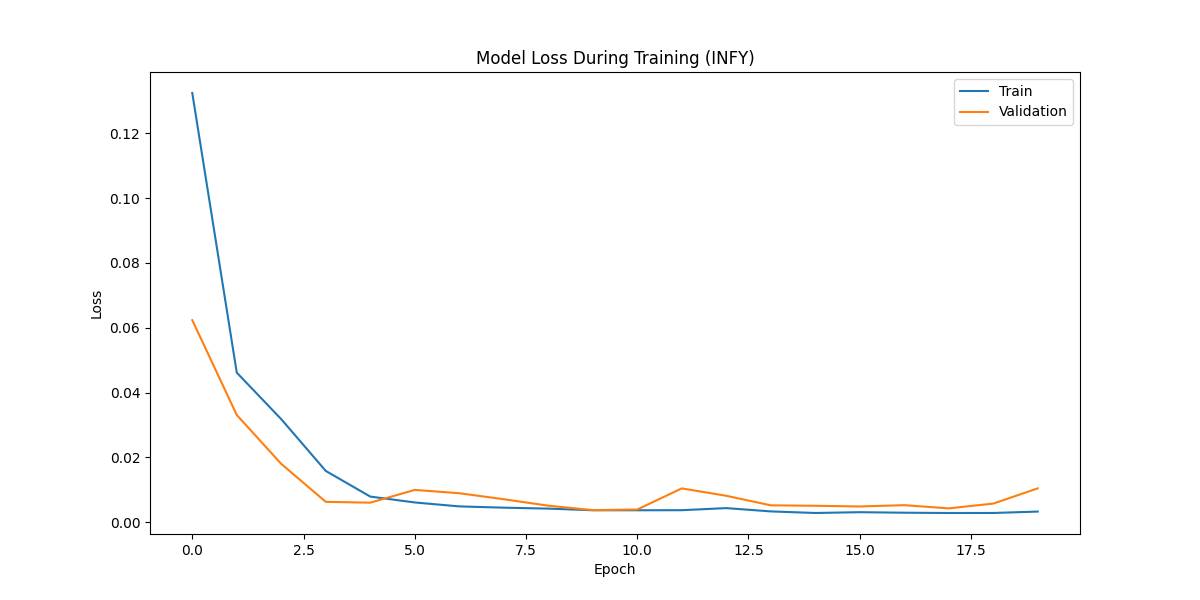 Model Loss During Training (INFY)
Train
Validation
Loss
0.12
0.10
0.08
0.06
0.04
0.02
0.00
0.0 2.5 5.0 7.5 10.0 12.5 15.0 17.5
Epoch